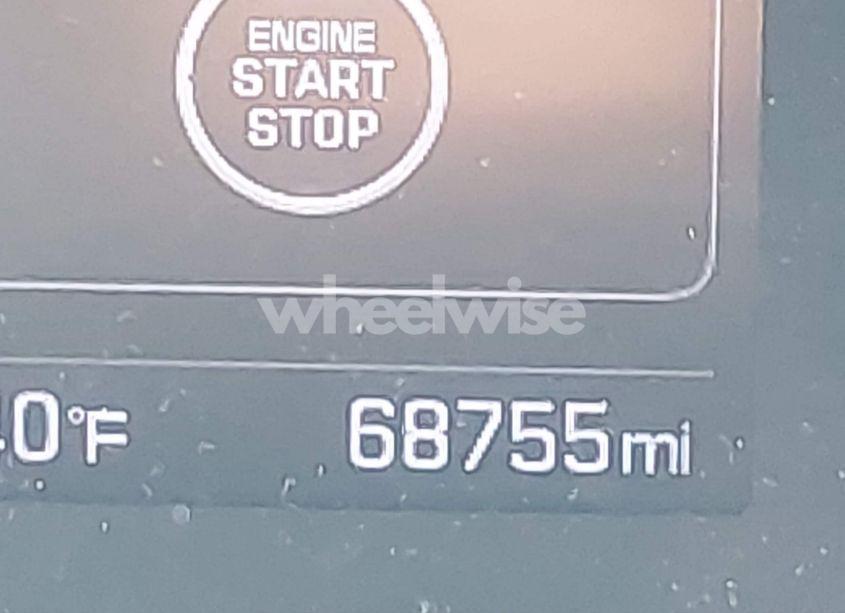 ENGINE
START
STOP
wheelwise
0°F 68755mi